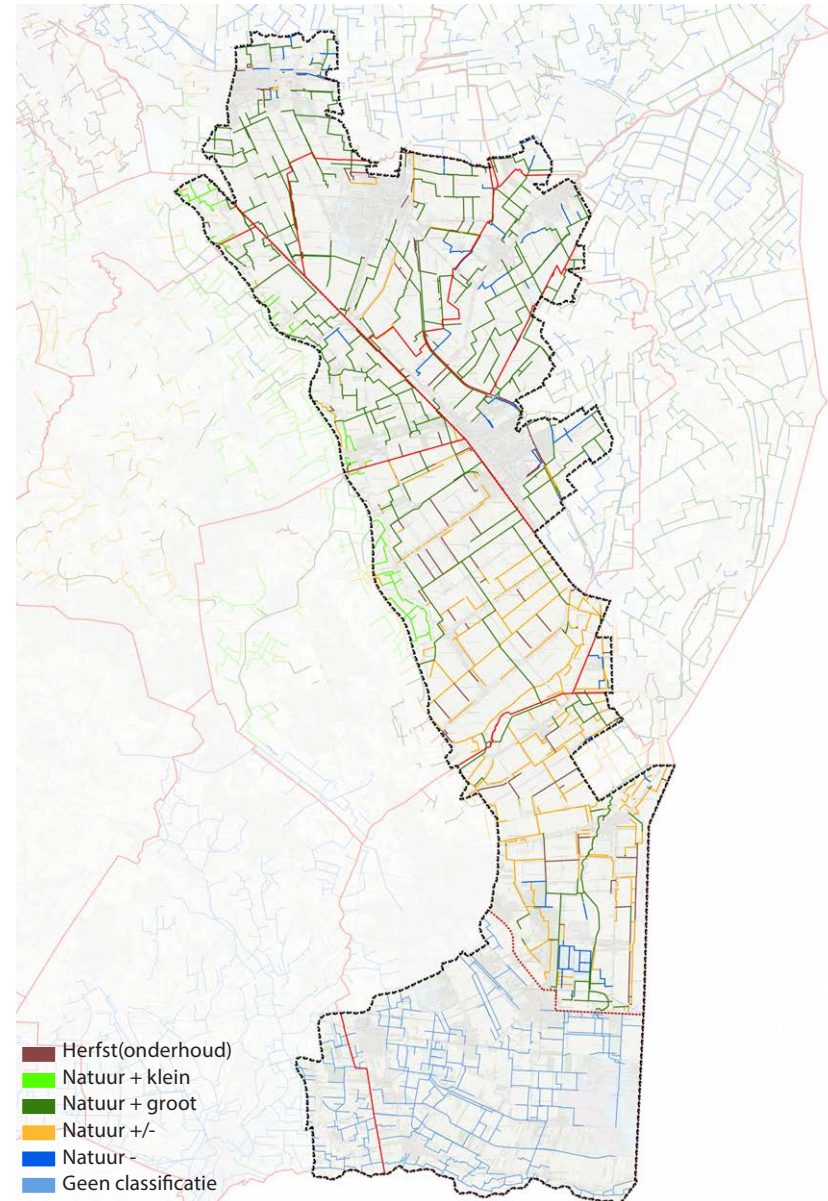 Herfst(onderhoud)
Natuur + klein
Natuur + groot
Natuur +/-
Natuur -
Geen classificatie